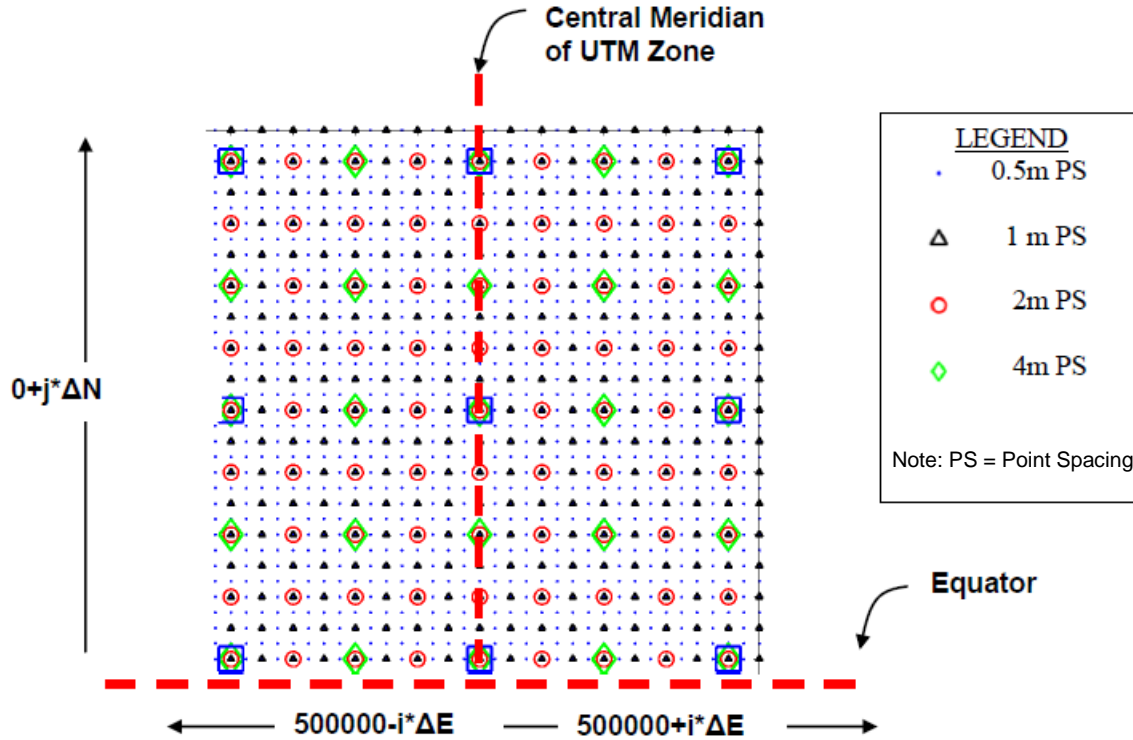 Central Meridian
of UTM Zone
LEGEND
0.5m PS
1 m PS
2m PS
4m PS
Note: PS = Point Spacing
0+j*ΔN
Equator
500000-i*ΔE
500000+i*ΔE